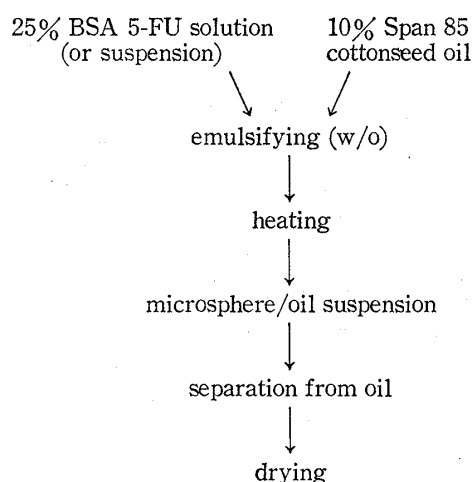 25% BSA 5-FU solution
(or suspension)
10% Span 85
cottonseed oil
emulsifying (w/o)
heating
microsphere/oil suspension
separation from oil
drying